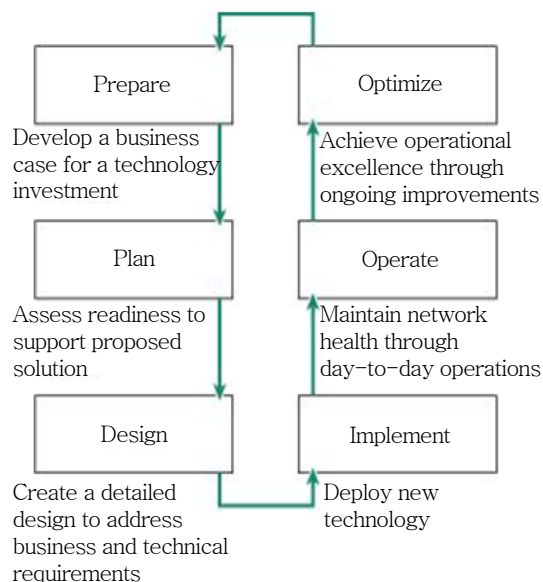 Prepare
Develop a business
case for a technology
investment
Plan
Assess readiness to
support proposed
solution
Design
Create a detailed
design to address
business and technical
requirements
Implement
Deploy new
technology
Operate
Maintain network
health through
day-to-day operations
Optimize
Achieve operational
excellence through
ongoing improvements